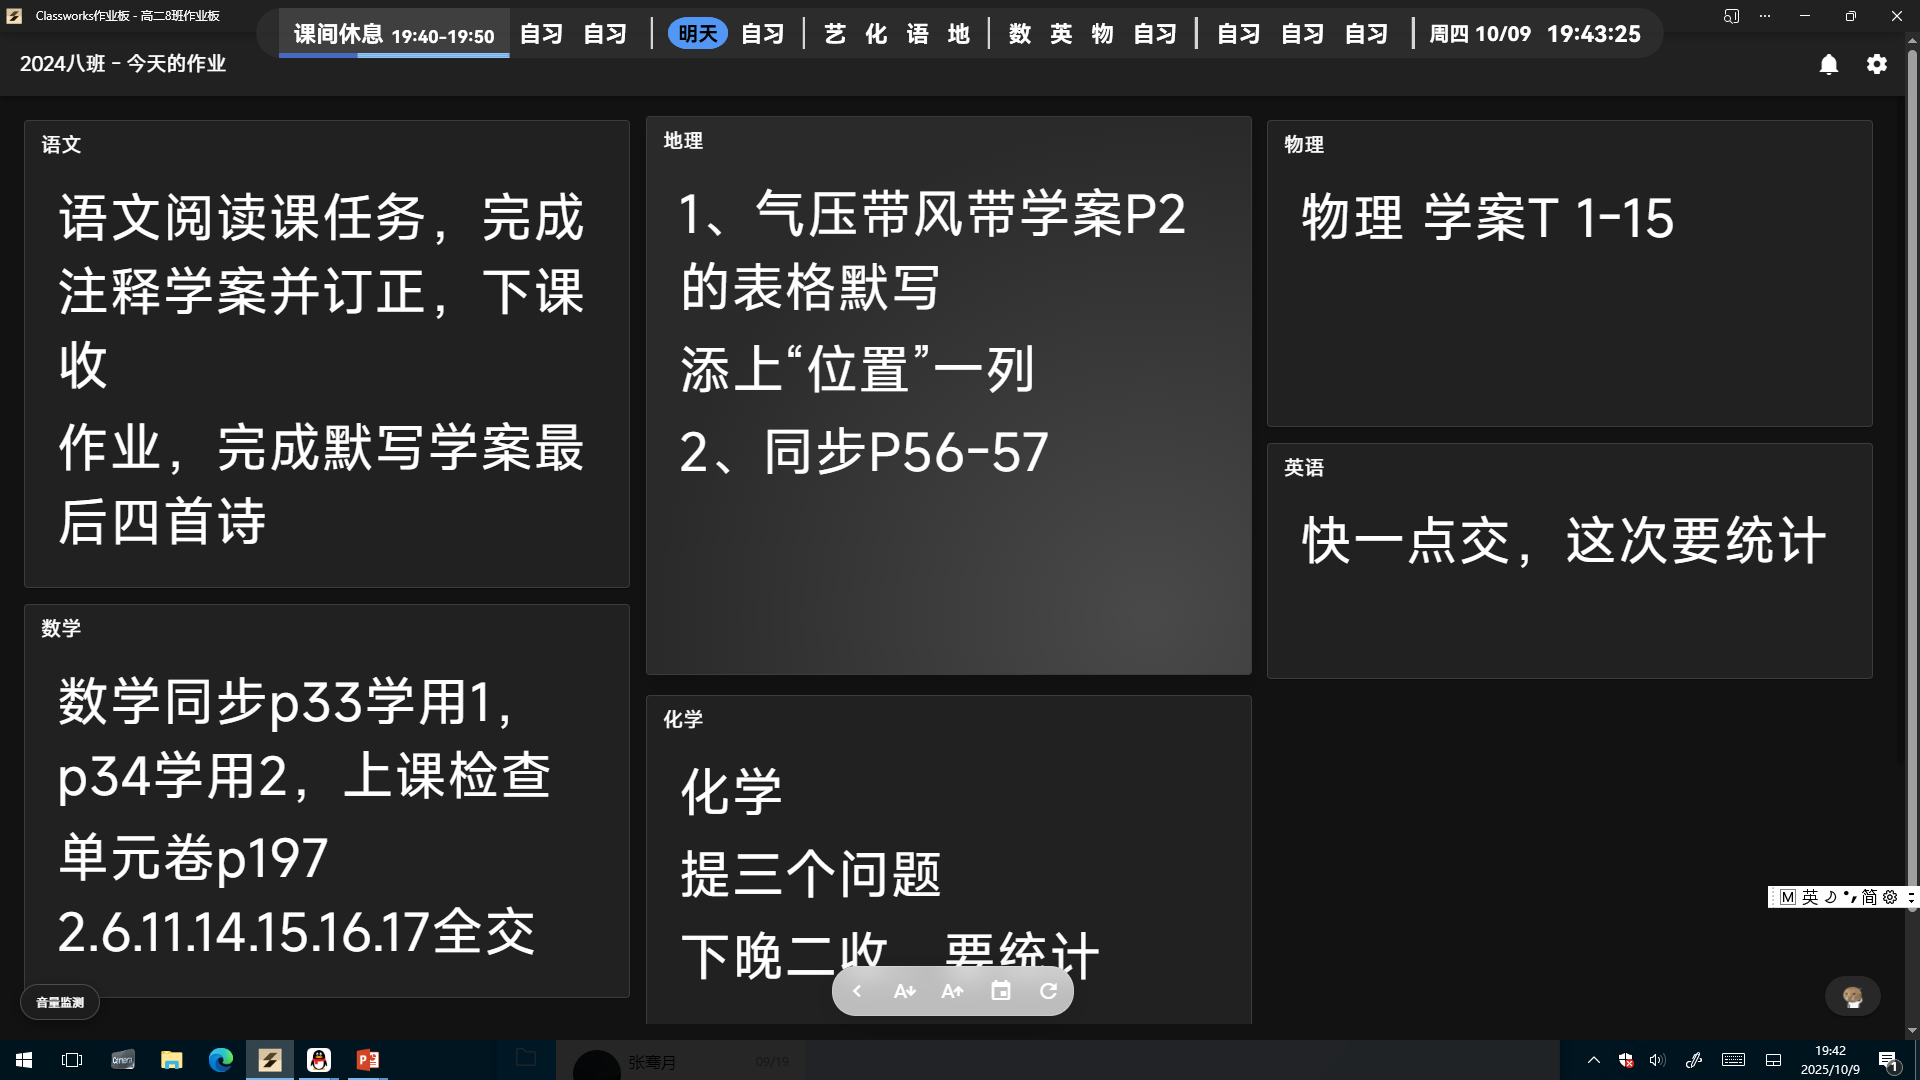 Classworks作业板 - 高二8班作业板
课间休息 19:40-19:50 自习 自习 | 明天 自习 | 艺 化 语 地 | 数 英 物 自习 | 自习 自习 自习 | 周四 10/09 19:43:25
2024八班 - 今天的作业
语文
语文阅读课任务，完成
注释学案并订正，下课
收
作业，完成默写学案最
后四首诗
数学
数学同步p33学用1，
p34学用2，上课检查
单元卷p197
2.6.11.14.15.16.17全交
地理
1、气压带风带学案P2
的表格默写
添上“位置”一列
2、同步P56-57
化学
化学
提三个问题
下晚二收 要统计
物理
物理 学案T 1-15
英语
快一点交，这次要统计
M 英 简
音量监测
张骞月 09/19
19:42
2025/10/9
1